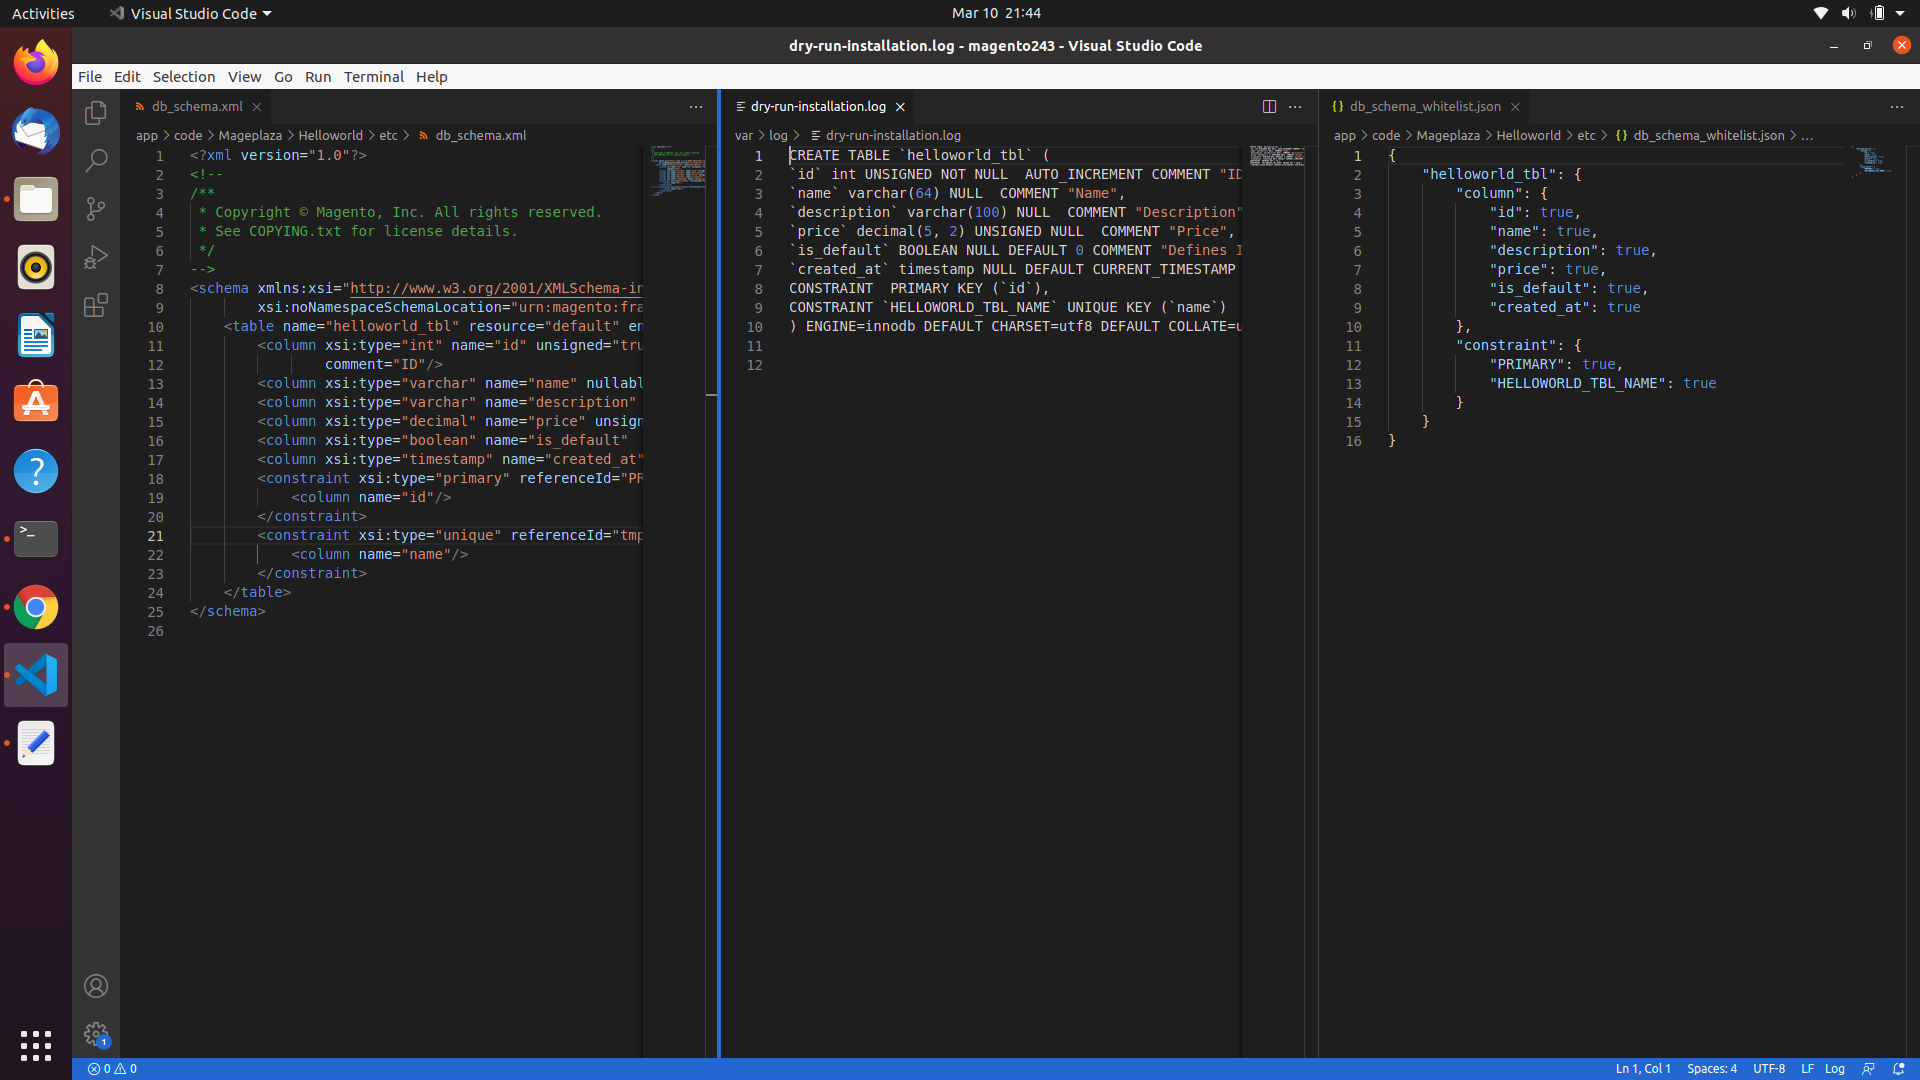 Activities
Visual Studio Code
Mar 10 21:44
dry-run-installation.log - magento243 - Visual Studio Code
File Edit Selection View Go Run Terminal Help
db_schema.xml
app > code > Mageplaza > Helloworld > etc > db_schema.xml
1 <?xml version="1.0"?>
2 <!--
3 /**
4  * Copyright © Magento, Inc. All rights reserved.
5  * See COPYING.txt for license details.
6  */
7 -->
8 <schema xmlns:xsi="http://www.w3.org/2001/XMLSchema-in
9         xsi:noNamespaceSchemaLocation="urn:magento:fra
10     <table name="helloworld_tbl" resource="default" en
11         <column xsi:type="int" name="id" unsigned="tru
12                 comment="ID"/>
13         <column xsi:type="varchar" name="name" nullabl
14         <column xsi:type="varchar" name="description"
15         <column xsi:type="decimal" name="price" unsign
16         <column xsi:type="boolean" name="is_default"
17         <column xsi:type="timestamp" name="created_at"
18         <constraint xsi:type="primary" referenceId="PR
19             <column name="id"/>
20         </constraint>
21         <constraint xsi:type="unique" referenceId="tmp
22             <column name="name"/>
23         </constraint>
24     </table>
25 </schema>
26
dry-run-installation.log
var > log > dry-run-installation.log
1 CREATE TABLE `helloworld_tbl` (
2 `id` int UNSIGNED NOT NULL  AUTO_INCREMENT COMMENT "ID
3 `name` varchar(64) NULL  COMMENT "Name",
4 `description` varchar(100) NULL  COMMENT "Description"
5 `price` decimal(5, 2) UNSIGNED NULL  COMMENT "Price",
6 `is_default` BOOLEAN NULL DEFAULT 0 COMMENT "Defines I
7 `created_at` timestamp NULL DEFAULT CURRENT_TIMESTAMP
8 CONSTRAINT  PRIMARY KEY (`id`),
9 CONSTRAINT `HELLOWORLD_TBL_NAME` UNIQUE KEY (`name`)
10 ) ENGINE=innodb DEFAULT CHARSET=utf8 DEFAULT COLLATE=u
11
12
{} db_schema_whitelist.json
app > code > Mageplaza > Helloworld > etc > {} db_schema_whitelist.json > ...
1 {
2     "helloworld_tbl": {
3         "column": {
4             "id": true,
5             "name": true,
6             "description": true,
7             "price": true,
8             "is_default": true,
9             "created_at": true
10         },
11         "constraint": {
12             "PRIMARY": true,
13             "HELLOWORLD_TBL_NAME": true
14         }
15     }
16 }
1
0 0
Ln 1, Col 1 Spaces: 4 UTF-8 LF Log